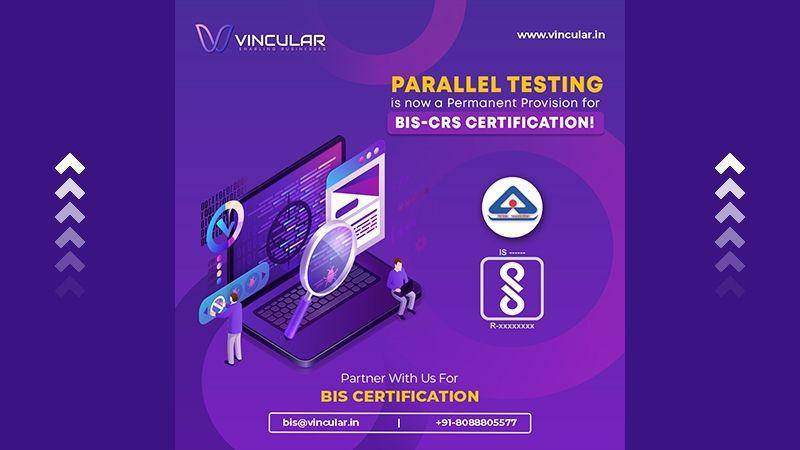 VINCULAR
ENABLING BUSINESSES
www.vincular.in
PARALLEL TESTING
is now a Permanent Provision for
BIS-CRS CERTIFICATION!
IS ------
R-xxxxxxxx
Partner With Us For
BIS CERTIFICATION
bis@vincular.in | +91-8088805577